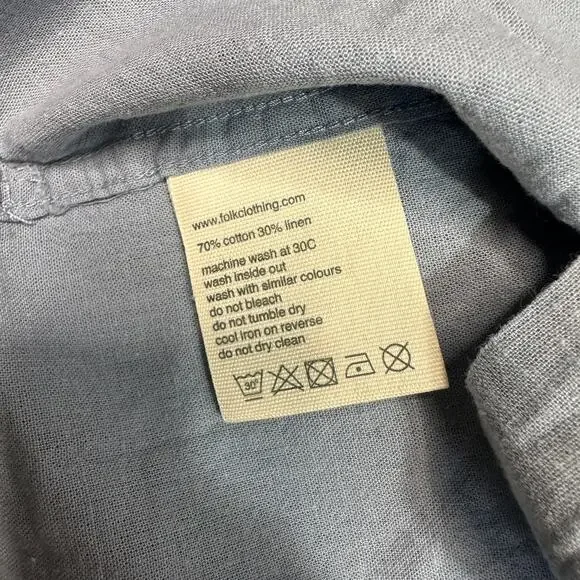 www.folkclothing.com
70% cotton 30% linen
machine wash at 30C
wash inside out
wash with similar colours
do not bleach
do not tumble dry
cool iron on reverse
do not dry clean
30°